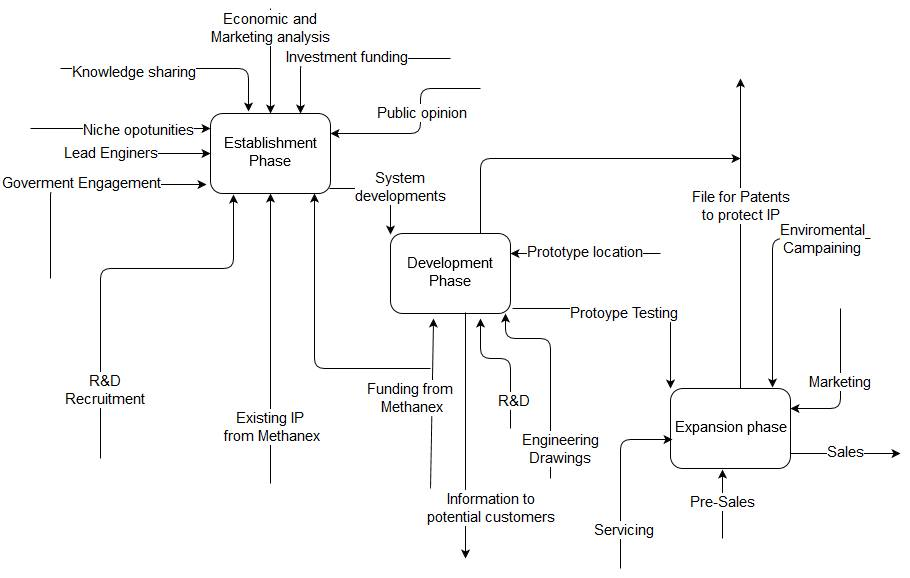 Economic and
Marketing analysis
Investment funding
Knowledge sharing
Public opinion
Niche opotunities
Establishment
Phase
Lead Enginers
Goverment Engagement
System
developments
File for Patents
to protect IP
Enviromental
Campaining
Prototype location
Development
Phase
Protoype Testing
R&D
Recruitment
Funding from
Methanex
R&D
Marketing
Existing IP
from Methanex
Engineering
Drawings
Expansion phase
Sales
Information to
potential customers
Pre-Sales
Servicing